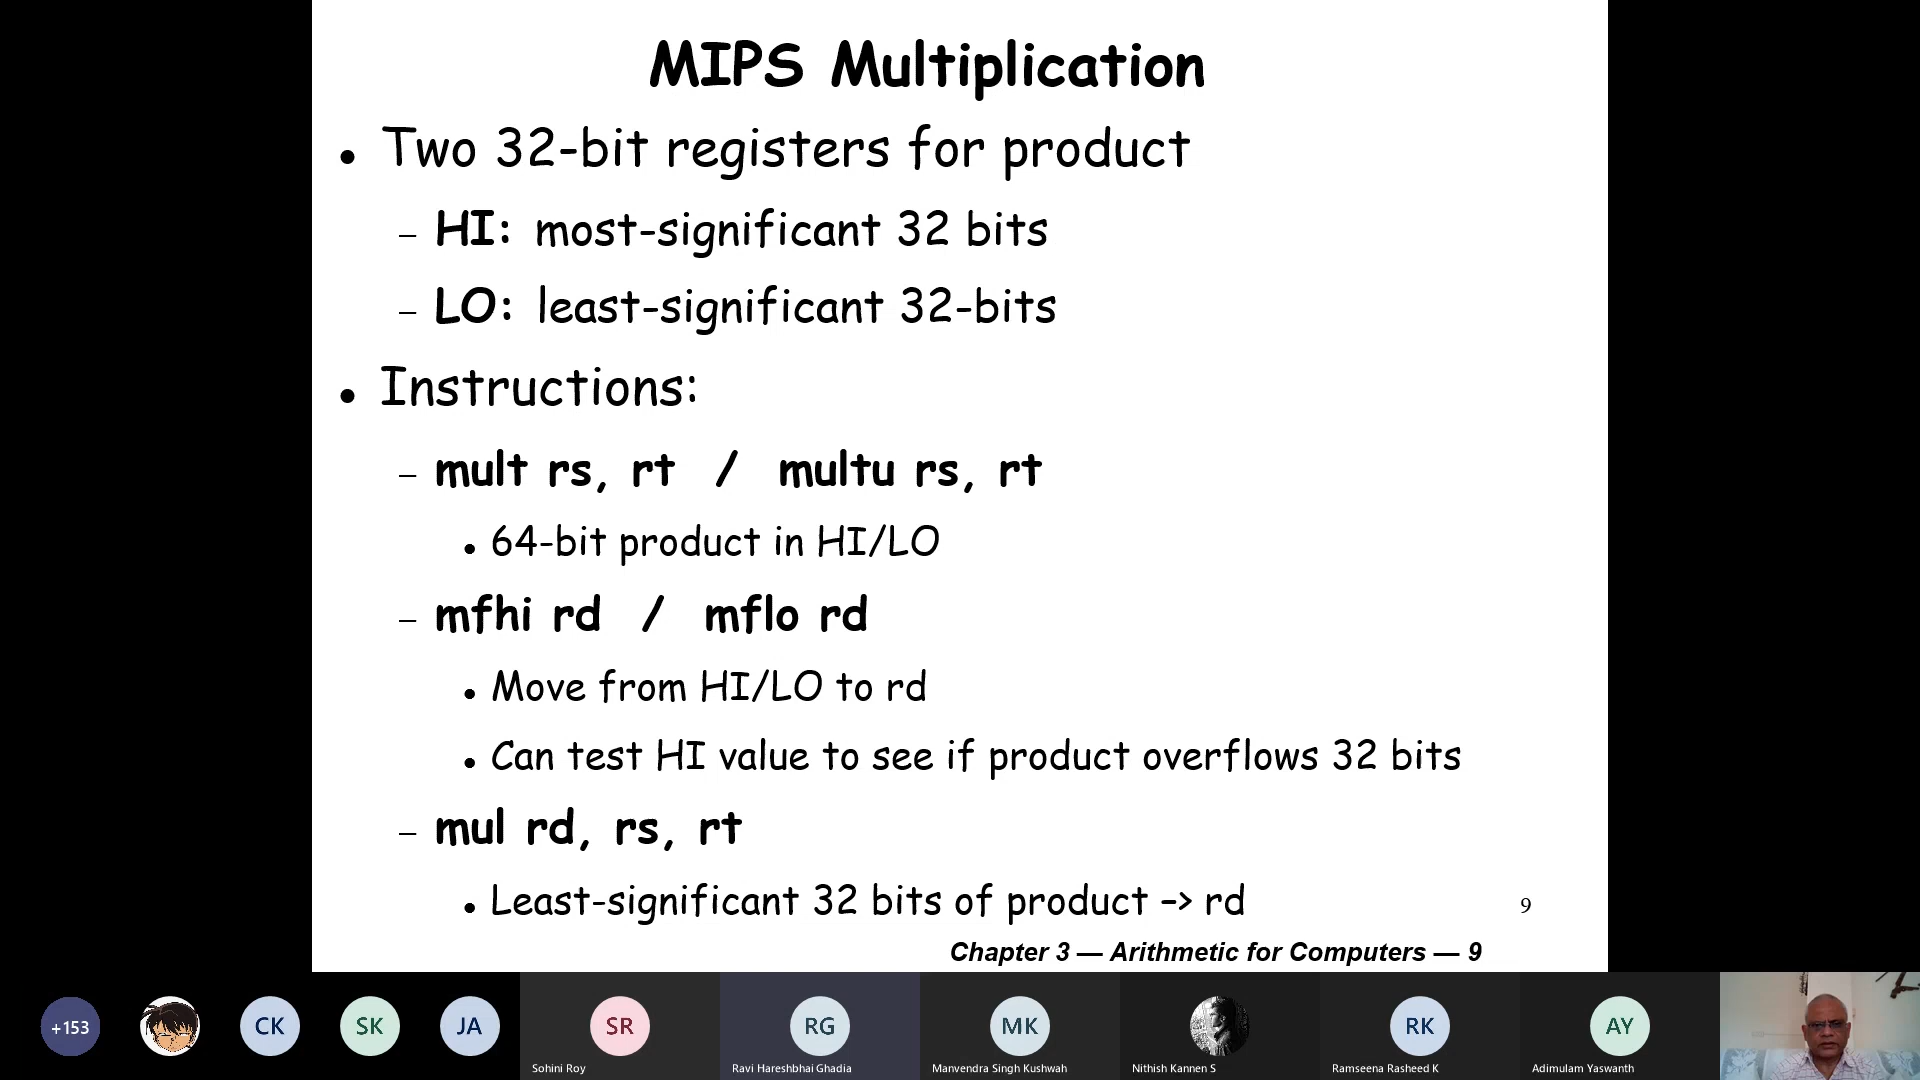 MIPS Multiplication
• Two 32-bit registers for product
– HI: most-significant 32 bits
– LO: least-significant 32-bits
• Instructions:
– mult rs, rt / multu rs, rt
• 64-bit product in HI/LO
– mfhi rd / mflo rd
• Move from HI/LO to rd
• Can test HI value to see if product overflows 32 bits
– mul rd, rs, rt
• Least-significant 32 bits of product –> rd
9
Chapter 3 — Arithmetic for Computers — 9
+153 CK SK JA SR RG MK RK AY
Sohini Roy Ravi Hareshbhai Ghadia Manvendra Singh Kushwah Nithish Kannen S Ramseena Rasheed K Adimulam Yaswanth